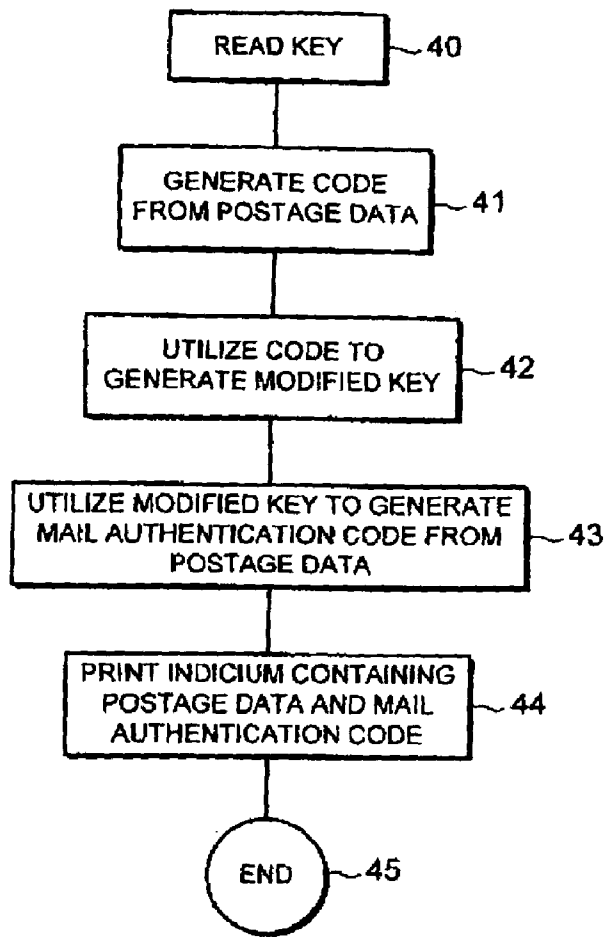 READ KEY
40
GENERATE CODE
FROM POSTAGE DATA
41
UTILIZE CODE TO
GENERATE MODIFIED KEY
42
UTILIZE MODIFIED KEY TO GENERATE
MAIL AUTHENTICATION CODE FROM
POSTAGE DATA
43
PRINT INDICIUM CONTAINING
POSTAGE DATA AND MAIL
AUTHENTICATION CODE
44
END
45